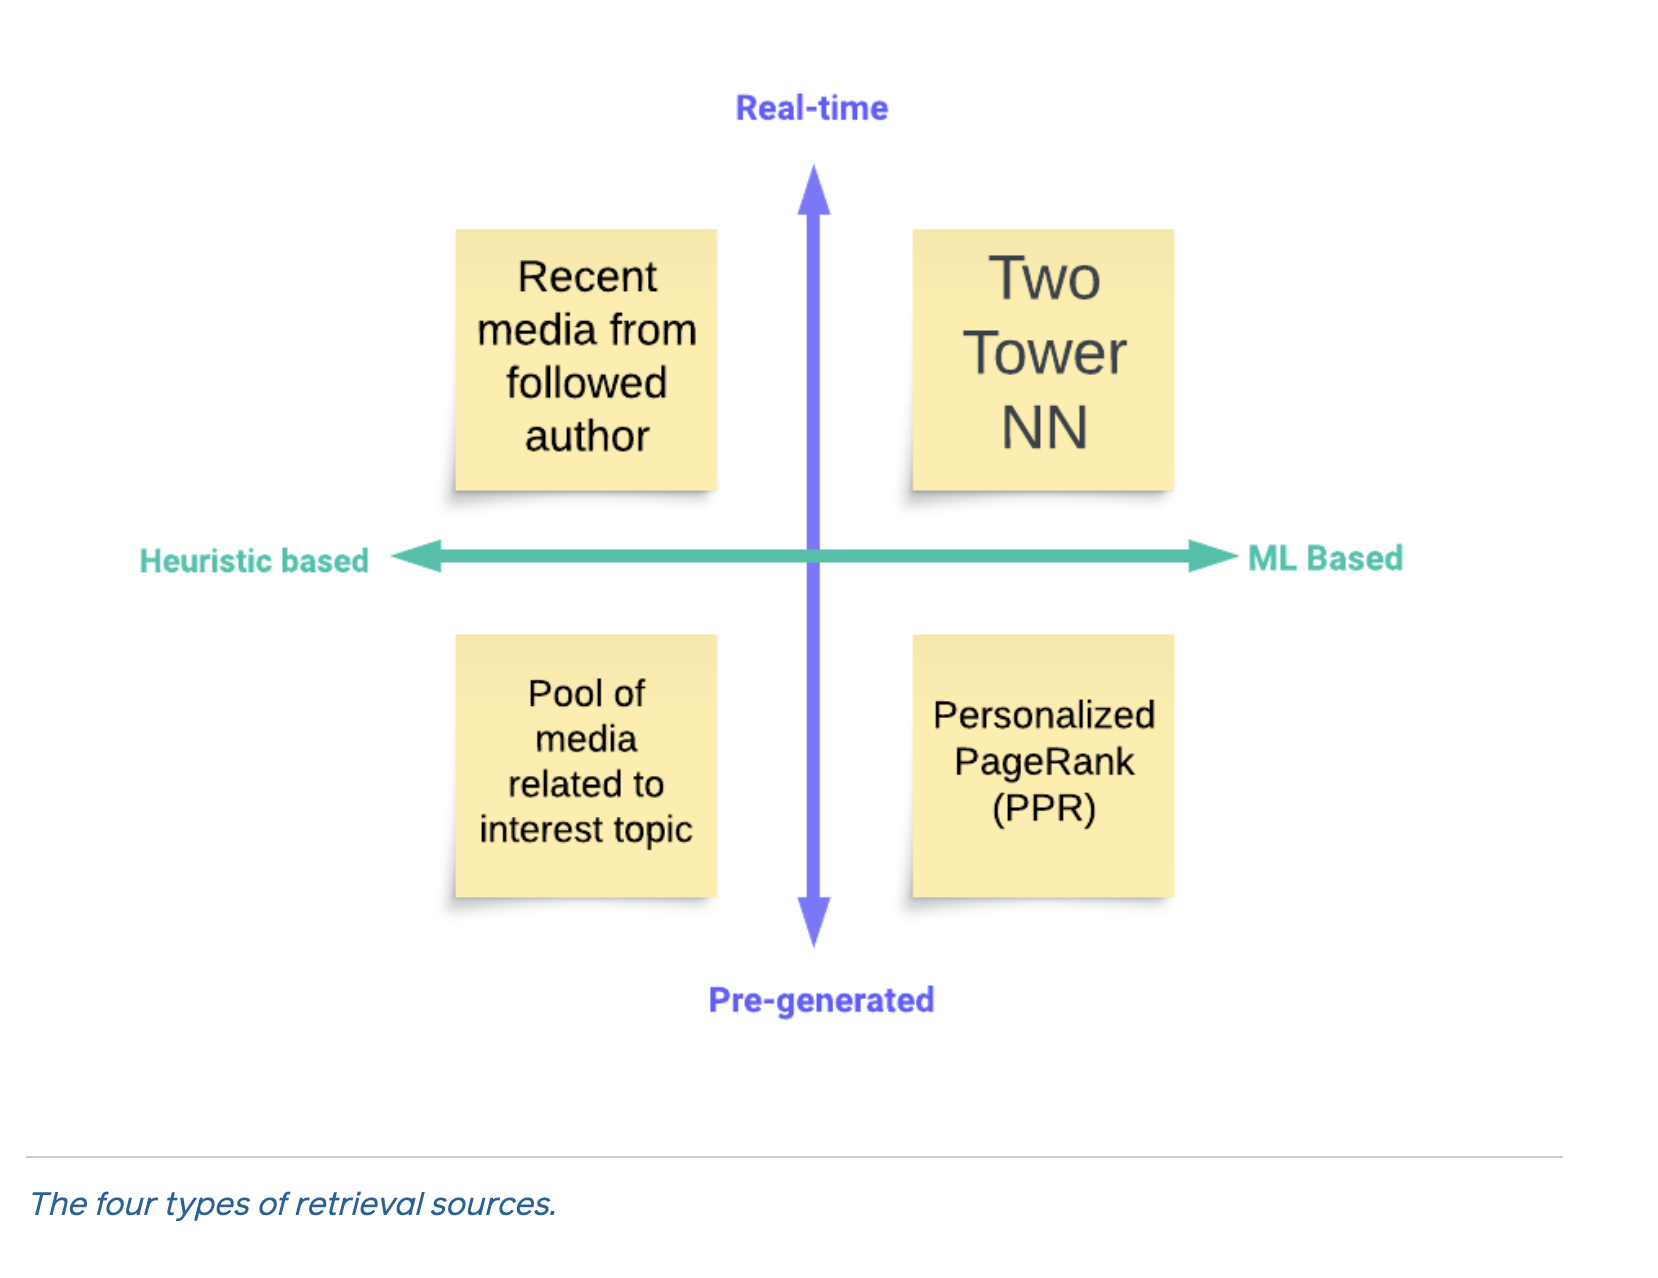 Real-time
Recent
media from
followed
author
Two
Tower
NN
Heuristic based
ML Based
Pool of
media
related to
interest topic
Personalized
PageRank
(PPR)
Pre-generated
The four types of retrieval sources.